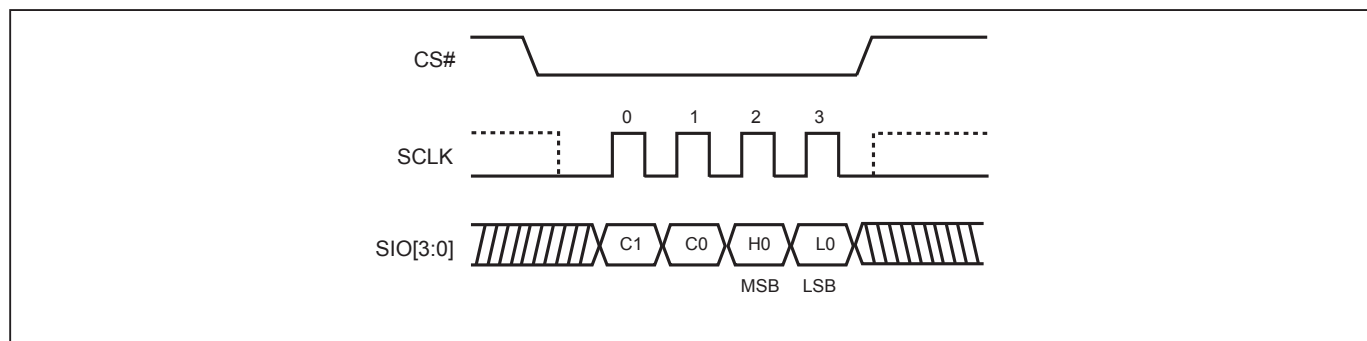 CS#
0 1 2 3
SCLK
SIO[3:0] C1 C0 H0 L0
MSB LSB